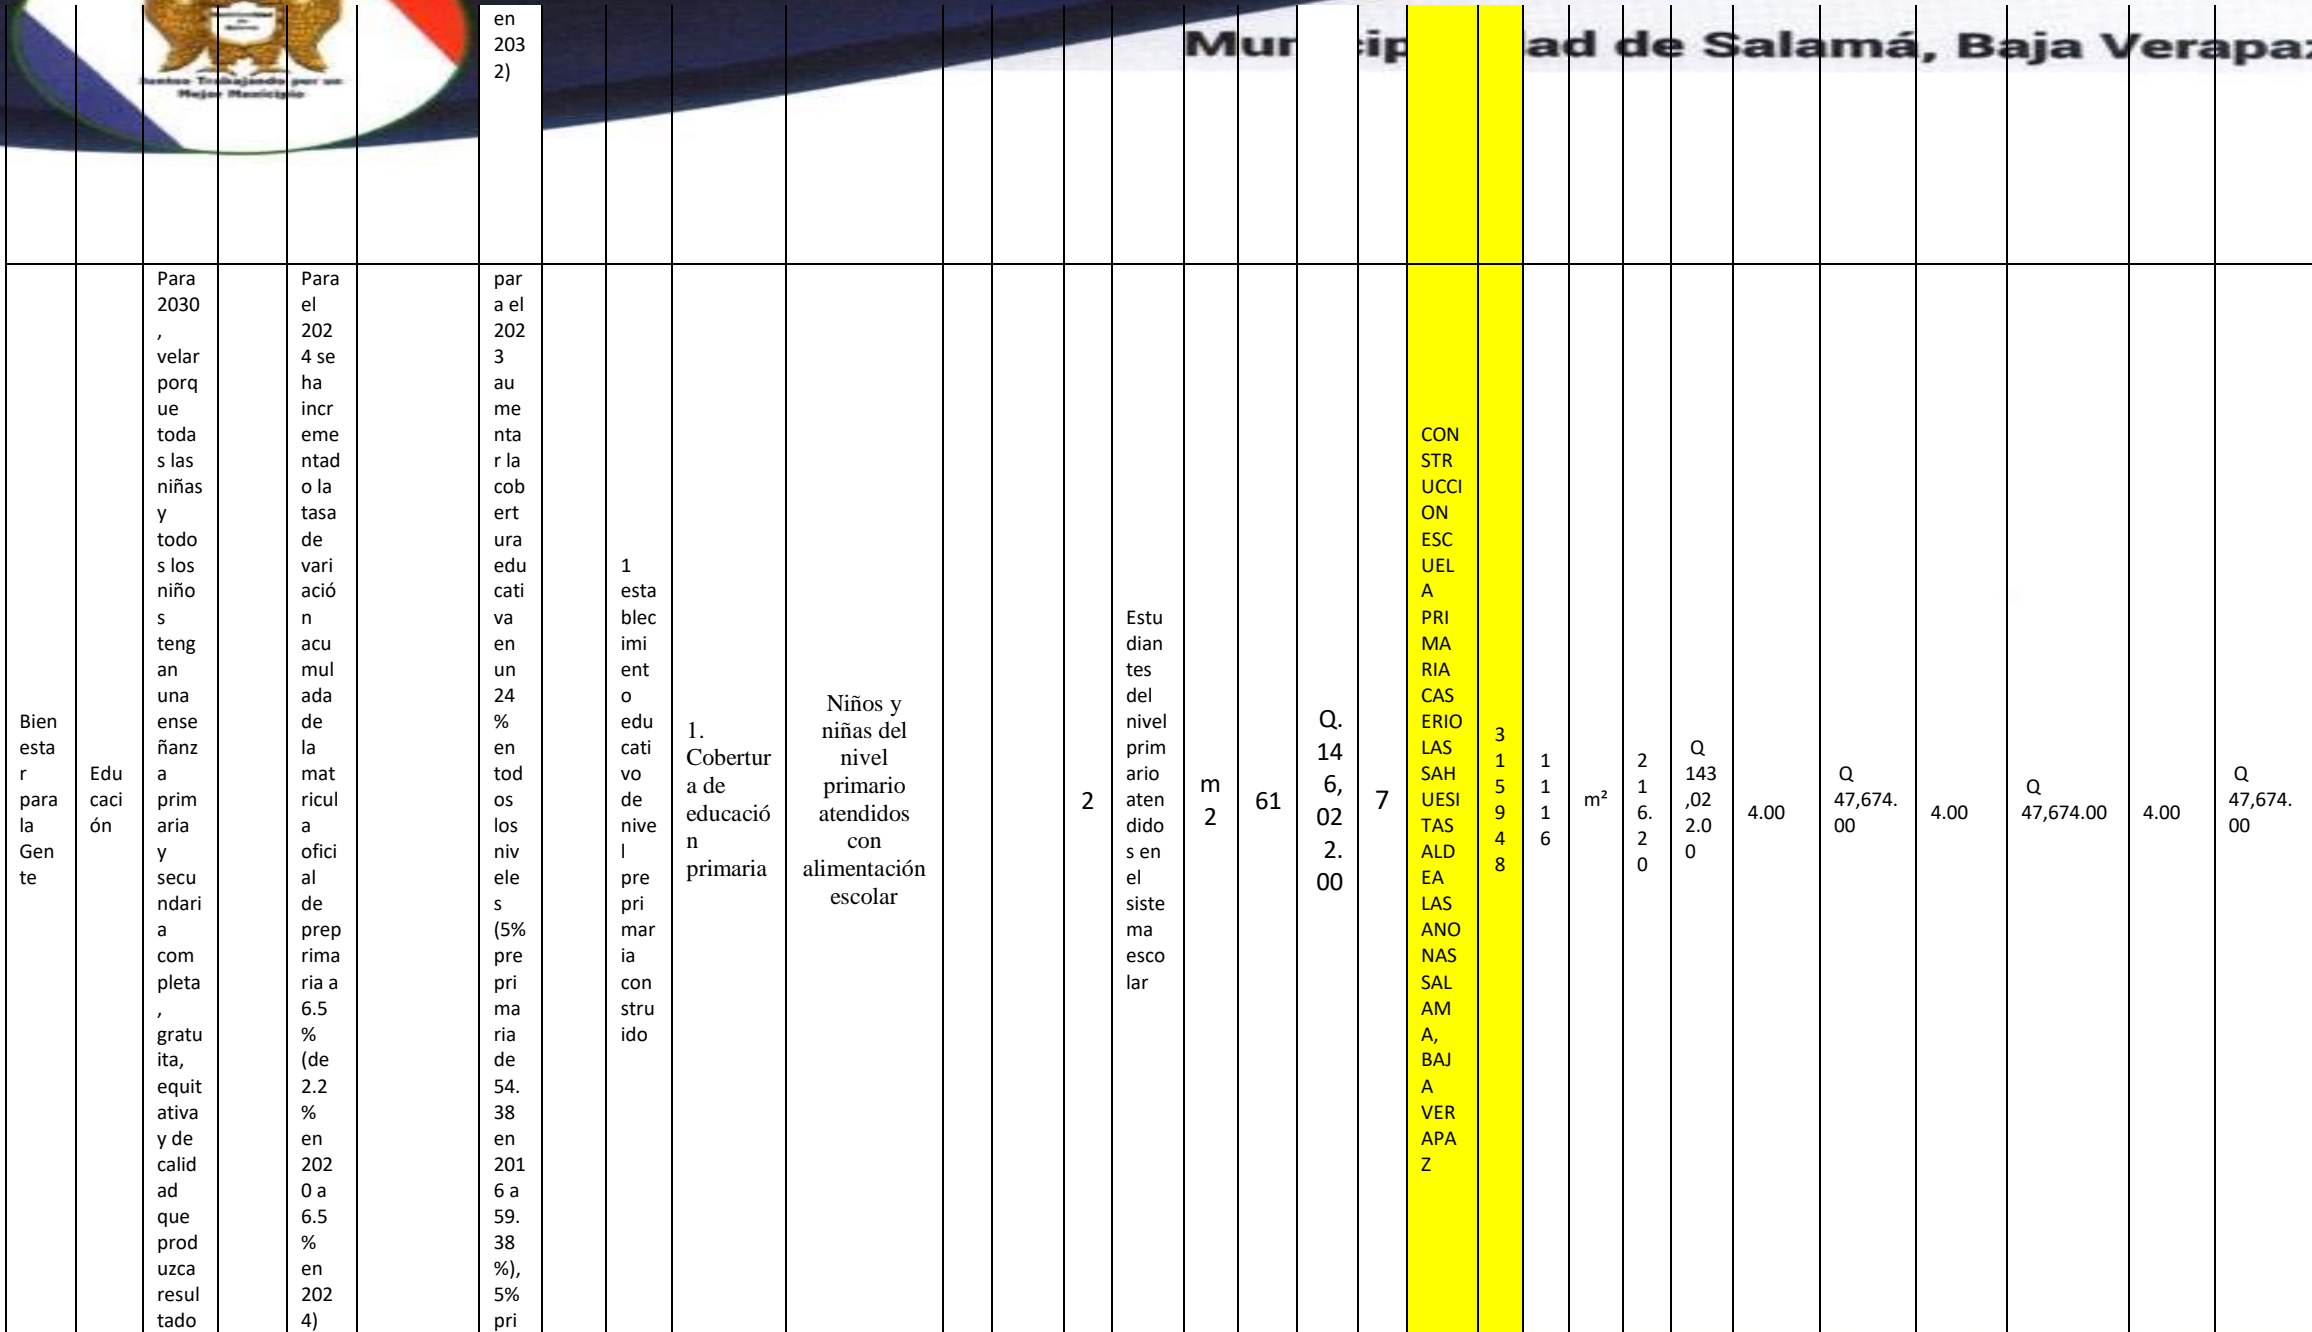 Juntos Trabajando por un
Mejor Municipio
en
203
2)
Mun cip ad de Salamá, Baja Verapaz
Bien
esta
r
para
la
Gen
te
Edu
caci
ón
Para
2030
,
velar
porq
ue
toda
s las
niñas
y
todo
s los
niño
s
teng
an
una
ense
ñanz
a
prim
aria
y
secu
ndari
a
com
pleta
,
gratu
ita,
equit
ativa
y de
calid
ad
que
prod
uzca
resul
tado
Para
el
202
4 se
ha
incr
eme
ntad
o la
tasa
de
vari
ació
n
acu
mul
ada
de
la
mat
ricul
a
ofici
al
de
prep
rima
ria a
6.5
%
(de
2.2
%
en
202
0 a
6.5
%
en
202
4)
par
a el
202
3
au
me
nta
r la
cob
ert
ura
edu
cati
va
en
un
24
%
en
tod
os
los
niv
ele
s
(5%
pre
pri
ma
ria
de
54.
38
en
201
6 a
59.
38
%),
5%
pri
1
esta
blec
imi
ent
o
edu
cati
vo
de
nive
l
pre
pri
mar
ia
con
stru
ido
1.
Cobertur
a de
educació
n
primaria
Niños y
niñas del
nivel
primario
atendidos
con
alimentación
escolar
2
Estu
dian
tes
del
nivel
prim
ario
aten
dido
s en
el
siste
ma
esco
lar
m
2
61
Q.
14
6,
02
2.
00
7
CON
STR
UCCI
ON
ESC
UEL
A
PRI
MA
RIA
CAS
ERIO
LAS
SAH
UESI
TAS
ALD
EA
LAS
ANO
NAS
SAL
AM
A,
BAJ
A
VER
APA
Z
3
1
5
9
4
8
1
1
1
6
m²
2
1
6.
2
0
Q
143
,02
2.0
0
4.00
Q
47,674.
00
4.00
Q
47,674.00
4.00
Q
47,674.
00